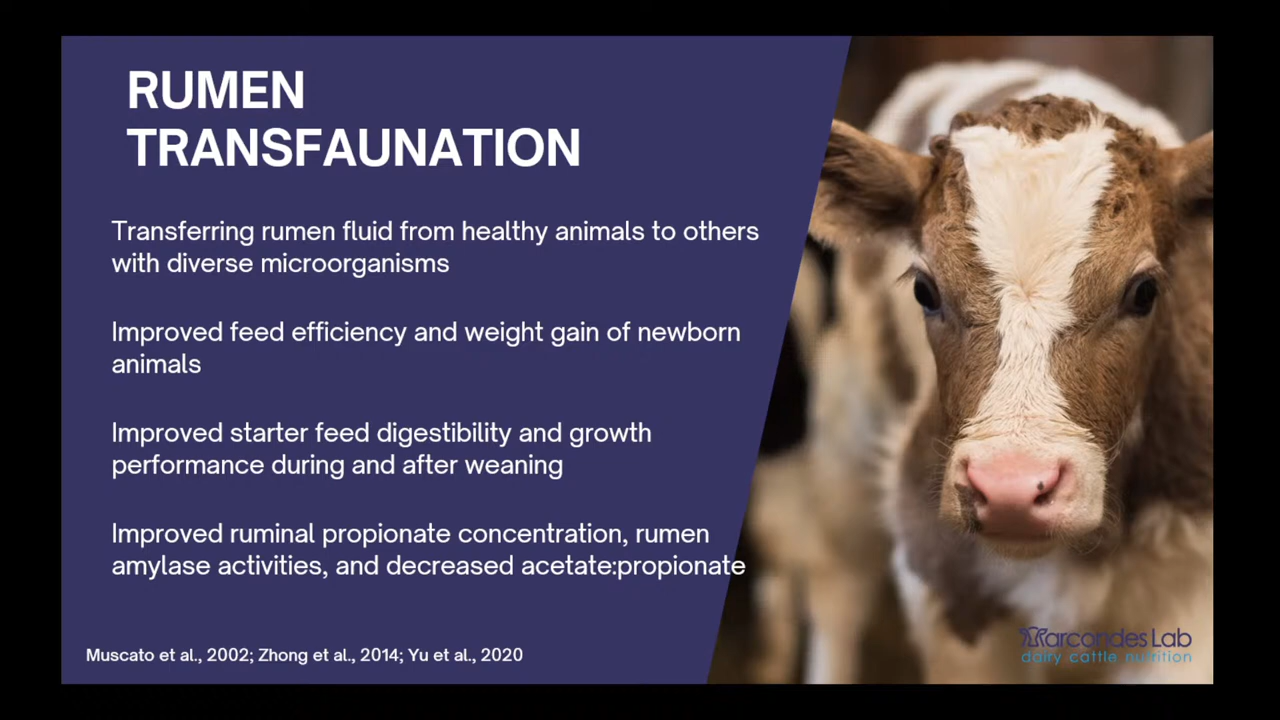 RUMEN
TRANSFAUNATION
Transferring rumen fluid from healthy animals to others
with diverse microorganisms
Improved feed efficiency and weight gain of newborn
animals
Improved starter feed digestibility and growth
performance during and after weaning
Improved ruminal propionate concentration, rumen
amylase activities, and decreased acetate:propionate
Muscato et al., 2002; Zhong et al., 2014; Yu et al., 2020
Marcondes Lab
dairy cattle nutrition